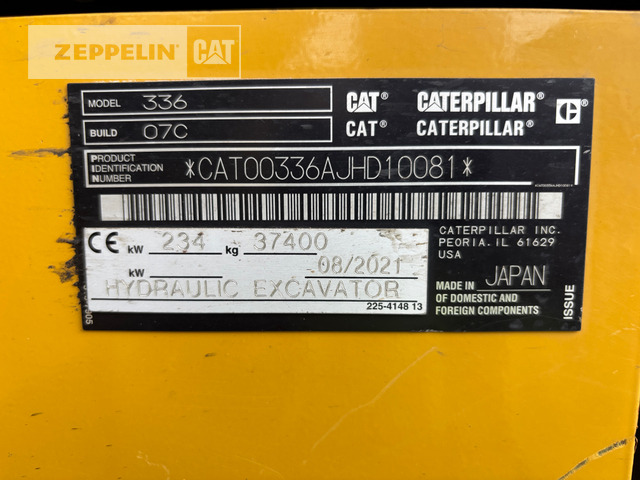 ZEPPELIN CAT
MODEL 336
BUILD 07C
CAT CATERPILLAR C
CAT CATERPILLAR
PRODUCT IDENTIFICATION NUMBER *CAT00336AJHD10081*
CE kW 234 kg 37400
kW 08/2021
HYDRAULIC EXCAVATOR
225-4148 13
CATERPILLAR INC.
PEORIA, IL 61629
USA
MADE IN JAPAN
OF DOMESTIC AND
FOREIGN COMPONENTS
ISSUE